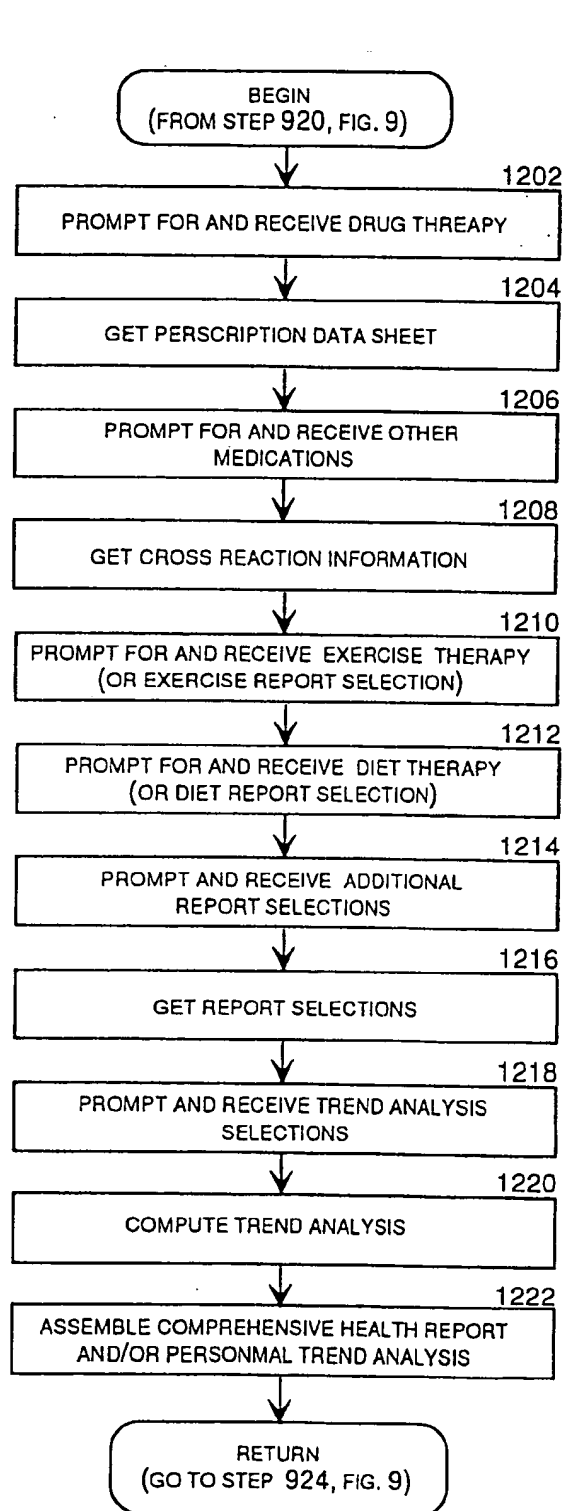 BEGIN
(FROM STEP 920, FIG. 9)
1202
PROMPT FOR AND RECEIVE DRUG THREAPY
1204
GET PERSCRIPTION DATA SHEET
1206
PROMPT FOR AND RECEIVE OTHER
MEDICATIONS
1208
GET CROSS REACTION INFORMATION
1210
PROMPT FOR AND RECEIVE EXERCISE THERAPY
(OR EXERCISE REPORT SELECTION)
1212
PROMPT FOR AND RECEIVE DIET THERAPY
(OR DIET REPORT SELECTION)
1214
PROMPT AND RECEIVE ADDITIONAL
REPORT SELECTIONS
1216
GET REPORT SELECTIONS
1218
PROMPT AND RECEIVE TREND ANALYSIS
SELECTIONS
1220
COMPUTE TREND ANALYSIS
1222
ASSEMBLE COMPREHENSIVE HEALTH REPORT
AND/OR PERSONMAL TREND ANALYSIS
RETURN
(GO TO STEP 924, FIG. 9)